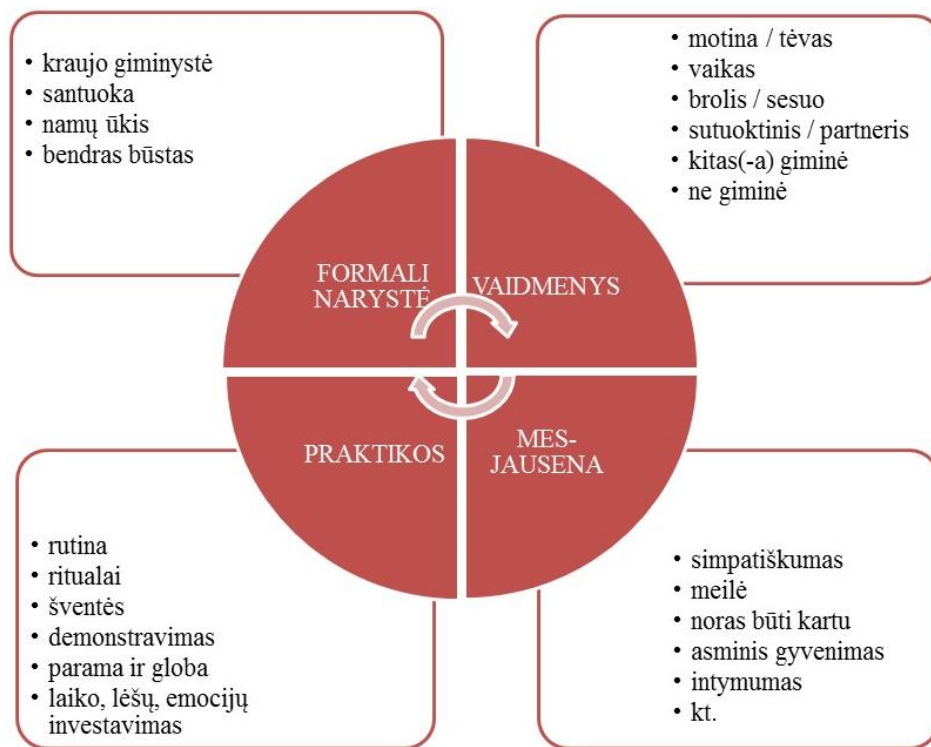 • kraujo giminystė
• santuoka
• namų ūkis
• bendras būstas
• motina / tėvas
• vaikas
• brolis / sesuo
• sutuoktinis / partneris
• kitas(-a) giminė
• ne giminė
FORMALI
NARYSTĖ
VAIDMENYS
PRAKTIKOS
MES-
JAUSENA
• rutina
• ritualai
• šventės
• demonstravimas
• parama ir globa
• laiko, lėšų, emocijų
investavimas
• simpatiškumas
• meilė
• noras būti kartu
• asminis gyvenimas
• intymumas
• kt.